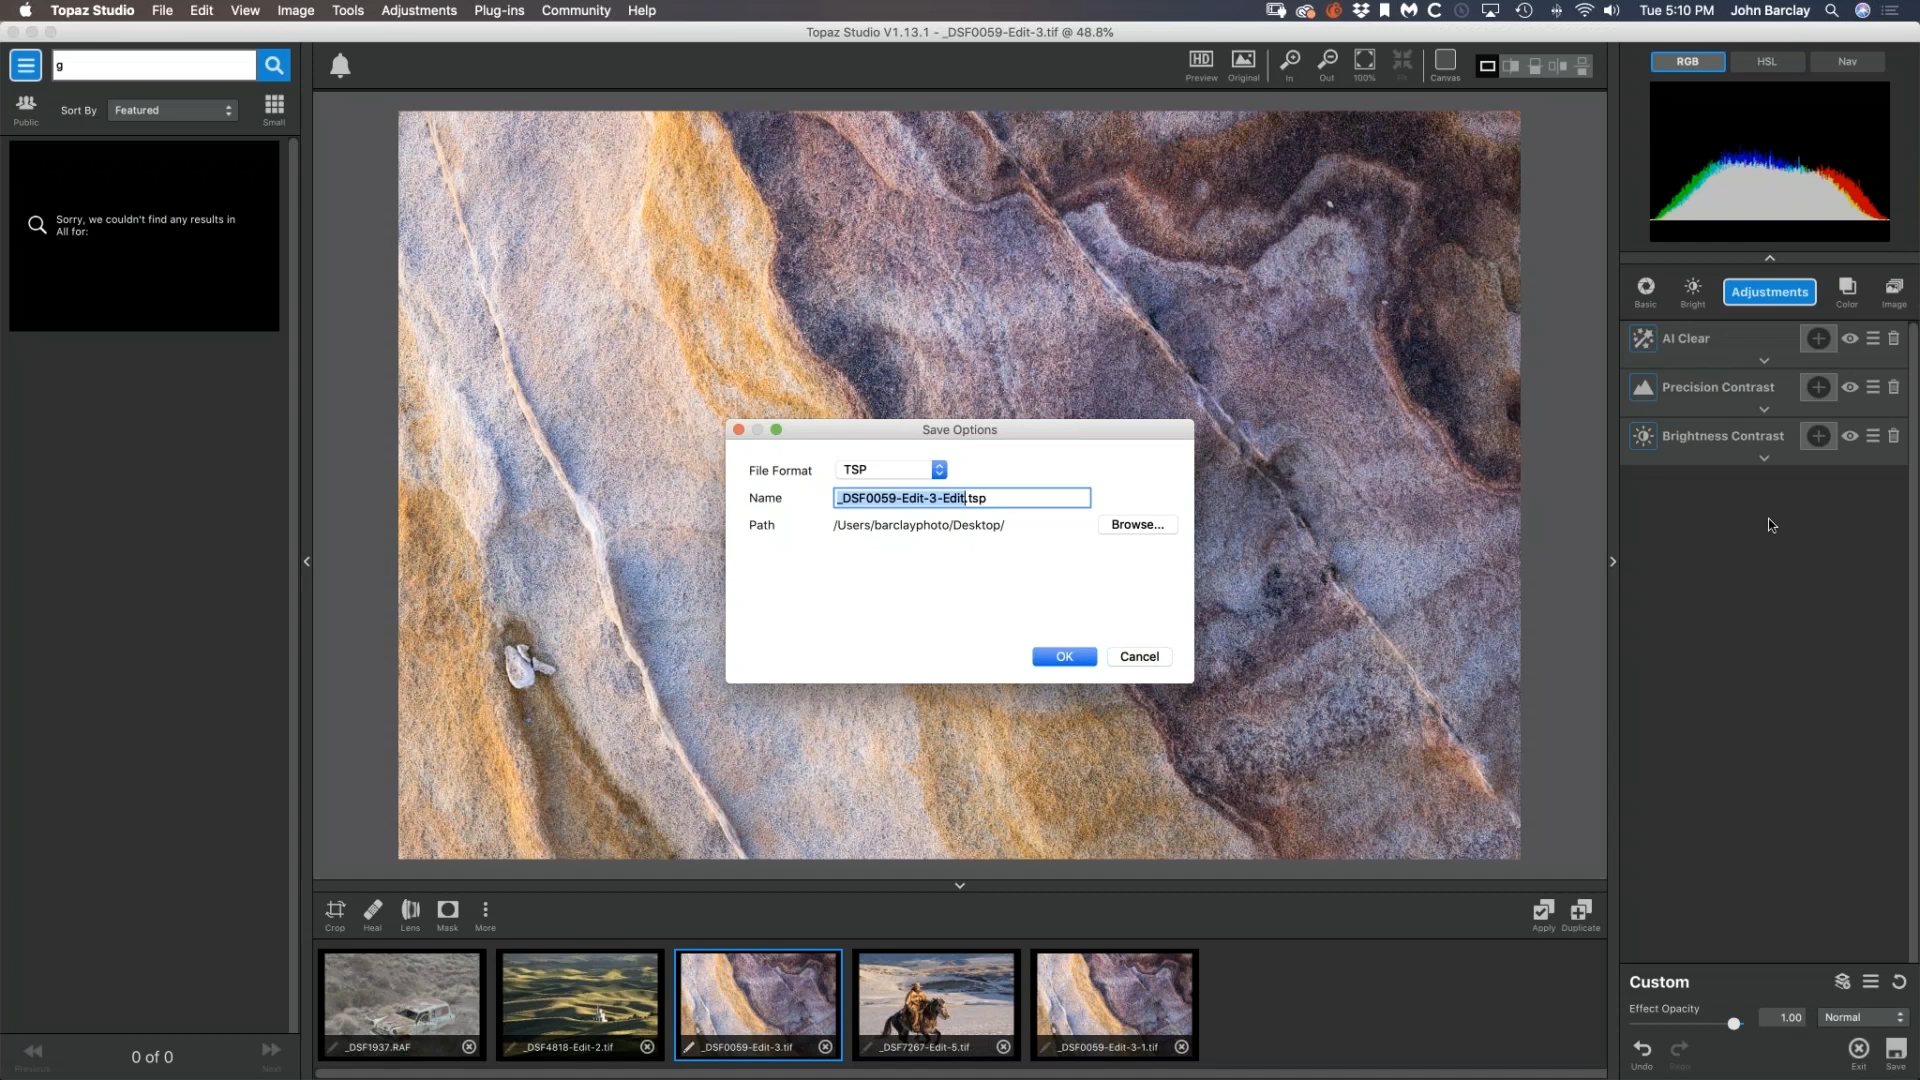 Topaz Studio File Edit View Image Tools Adjustments Plug-ins Community Help Tue 5:10 PM John Barclay
Topaz Studio V1.13.1 - _DSF0059-Edit-3.tif @ 48.8%
g
Public Sort By Featured Small
HD Preview Original In Out 100% Fit Canvas
RGB HSL Nav
Sorry, we couldn't find any results in
All for:
Basic Bright Adjustments Color Image
AI Clear
Precision Contrast
Brightness Contrast
Save Options
File Format TSP
Name _DSF0059-Edit-3-Edit.tsp
Path /Users/barclayphoto/Desktop/ Browse...
OK Cancel
Crop Heal Lens Mask More Apply Duplicate
_DSF1937.RAF _DSF4818-Edit-2.tif _DSF0059-Edit-3.tif _DSF7267-Edit-5.tif _DSF0059-Edit-3-1.tif
Custom
Effect Opacity 1.00 Normal
Previous 0 of 0 Next
Undo Redo Exit Save